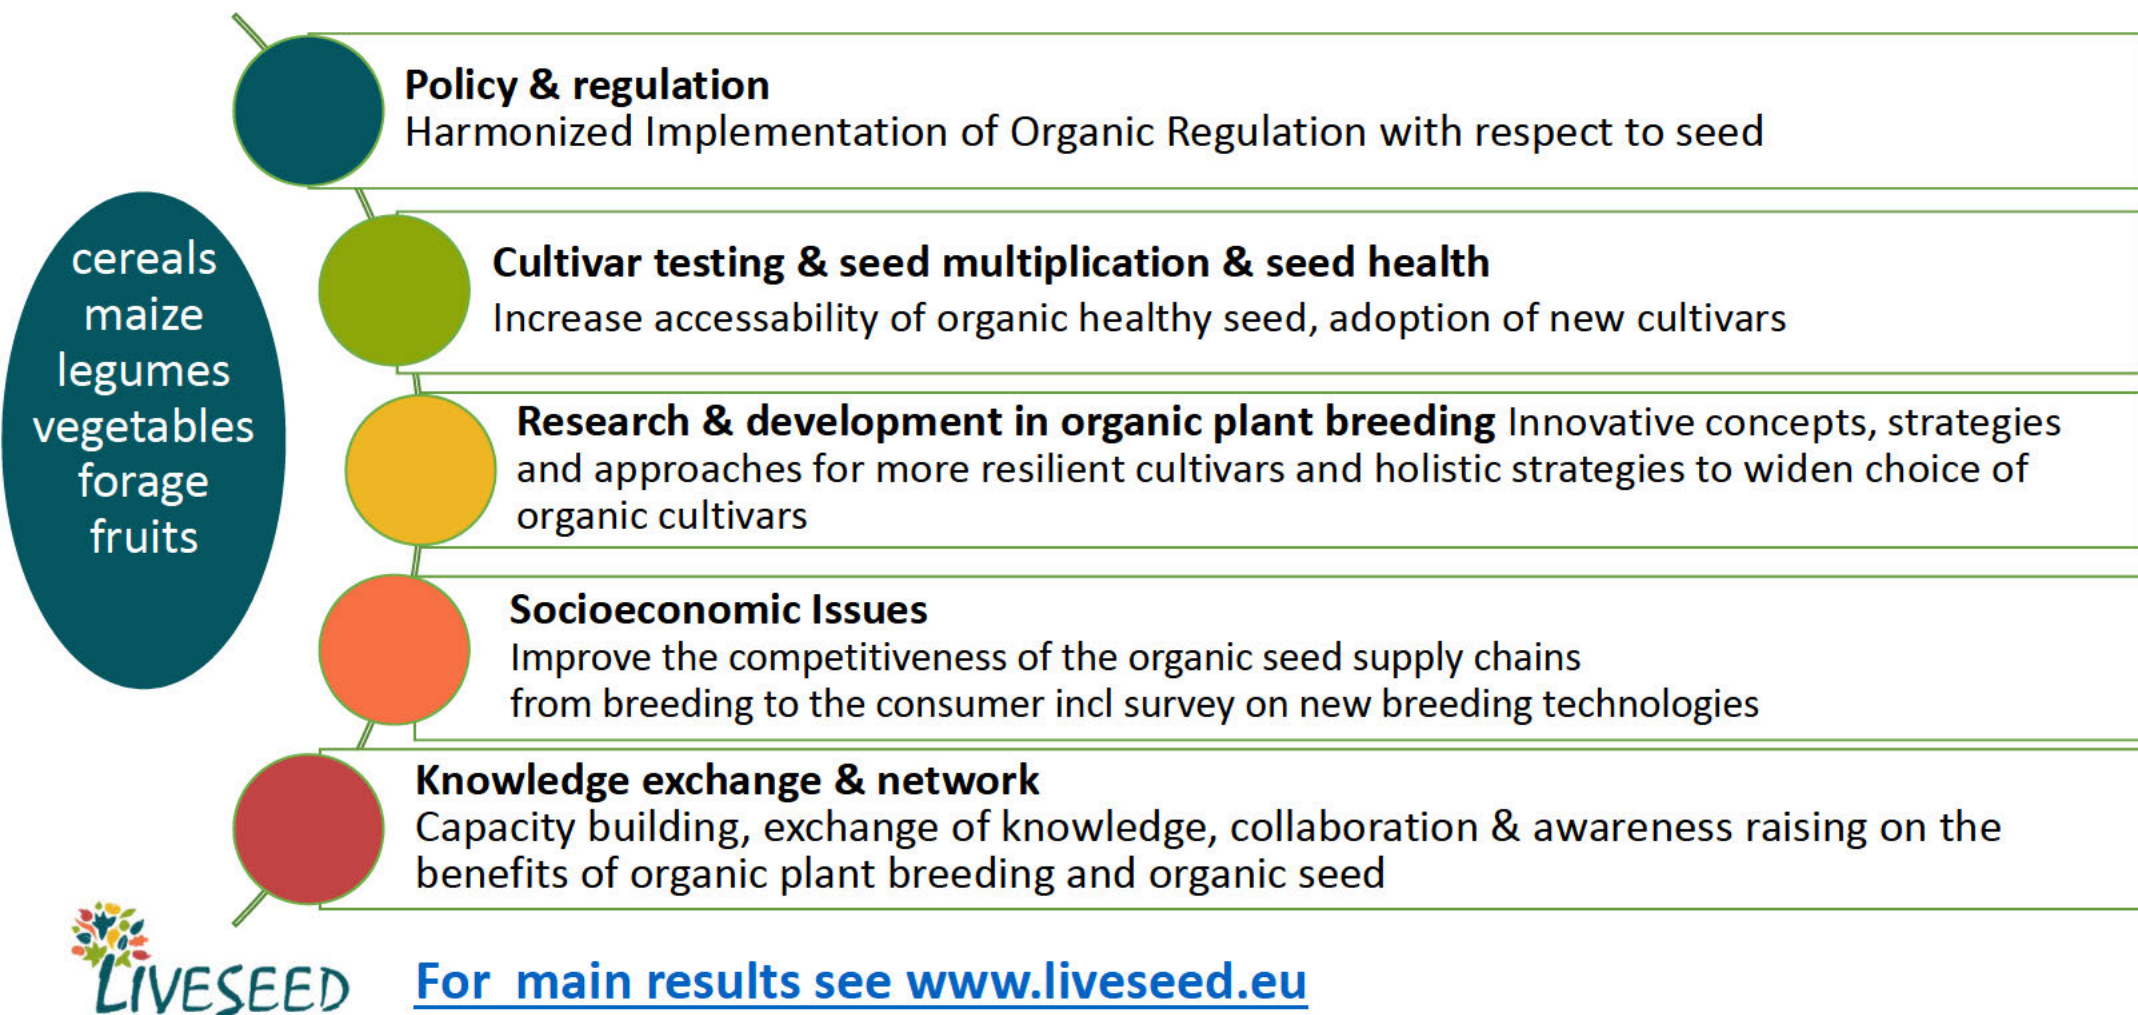 Policy & regulation
Harmonized Implementation of Organic Regulation with respect to seed
cereals
maize
legumes
vegetables
forage
fruits
Cultivar testing & seed multiplication & seed health
Increase accessability of organic healthy seed, adoption of new cultivars
Research & development in organic plant breeding Innovative concepts, strategies
and approaches for more resilient cultivars and holistic strategies to widen choice of
organic cultivars
Socioeconomic Issues
Improve the competitiveness of the organic seed supply chains
from breeding to the consumer incl survey on new breeding technologies
Knowledge exchange & network
Capacity building, exchange of knowledge, collaboration & awareness raising on the
benefits of organic plant breeding and organic seed
LIVESEED
For main results see www.liveseed.eu